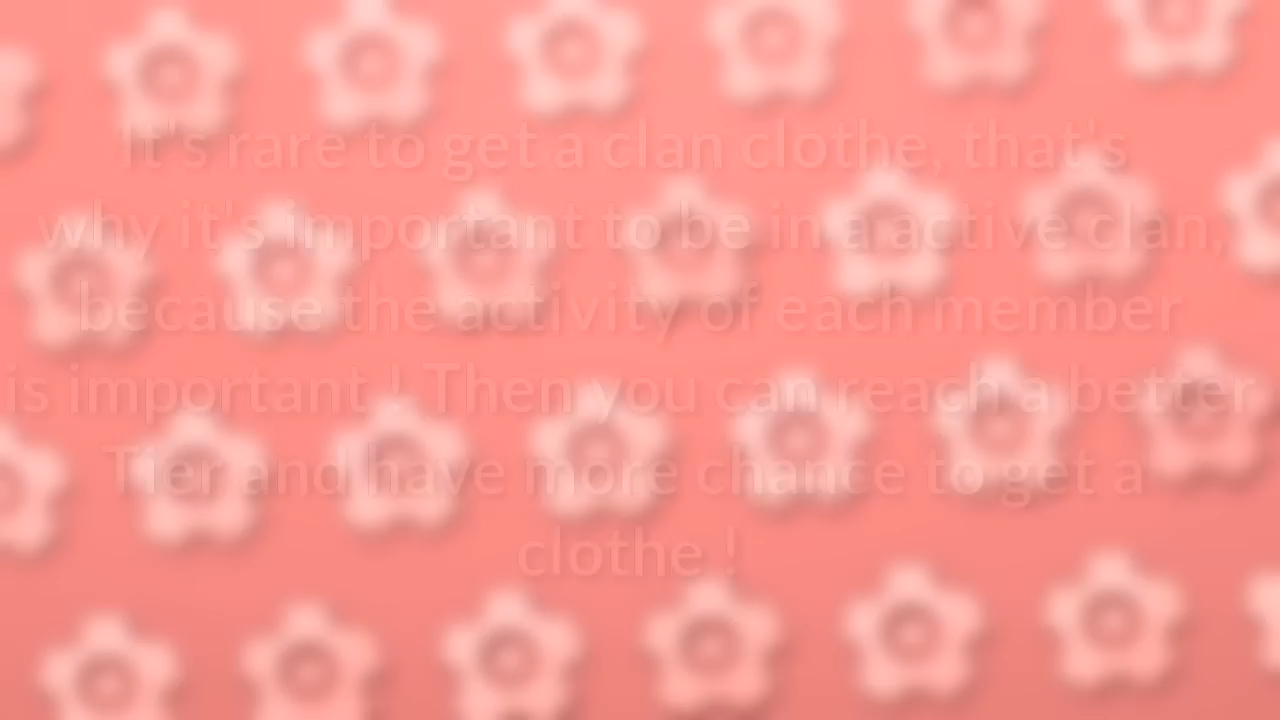 It's rare to get a clan clothe, that's
why it's important to be in a active clan,
because the activity of each member
is important ! Then you can reach a better
Tier and have more chance to get a
clothe !